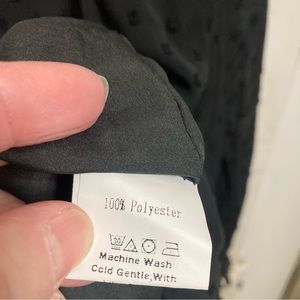 100% Polyester
Machine Wash
Cold Gentle,With